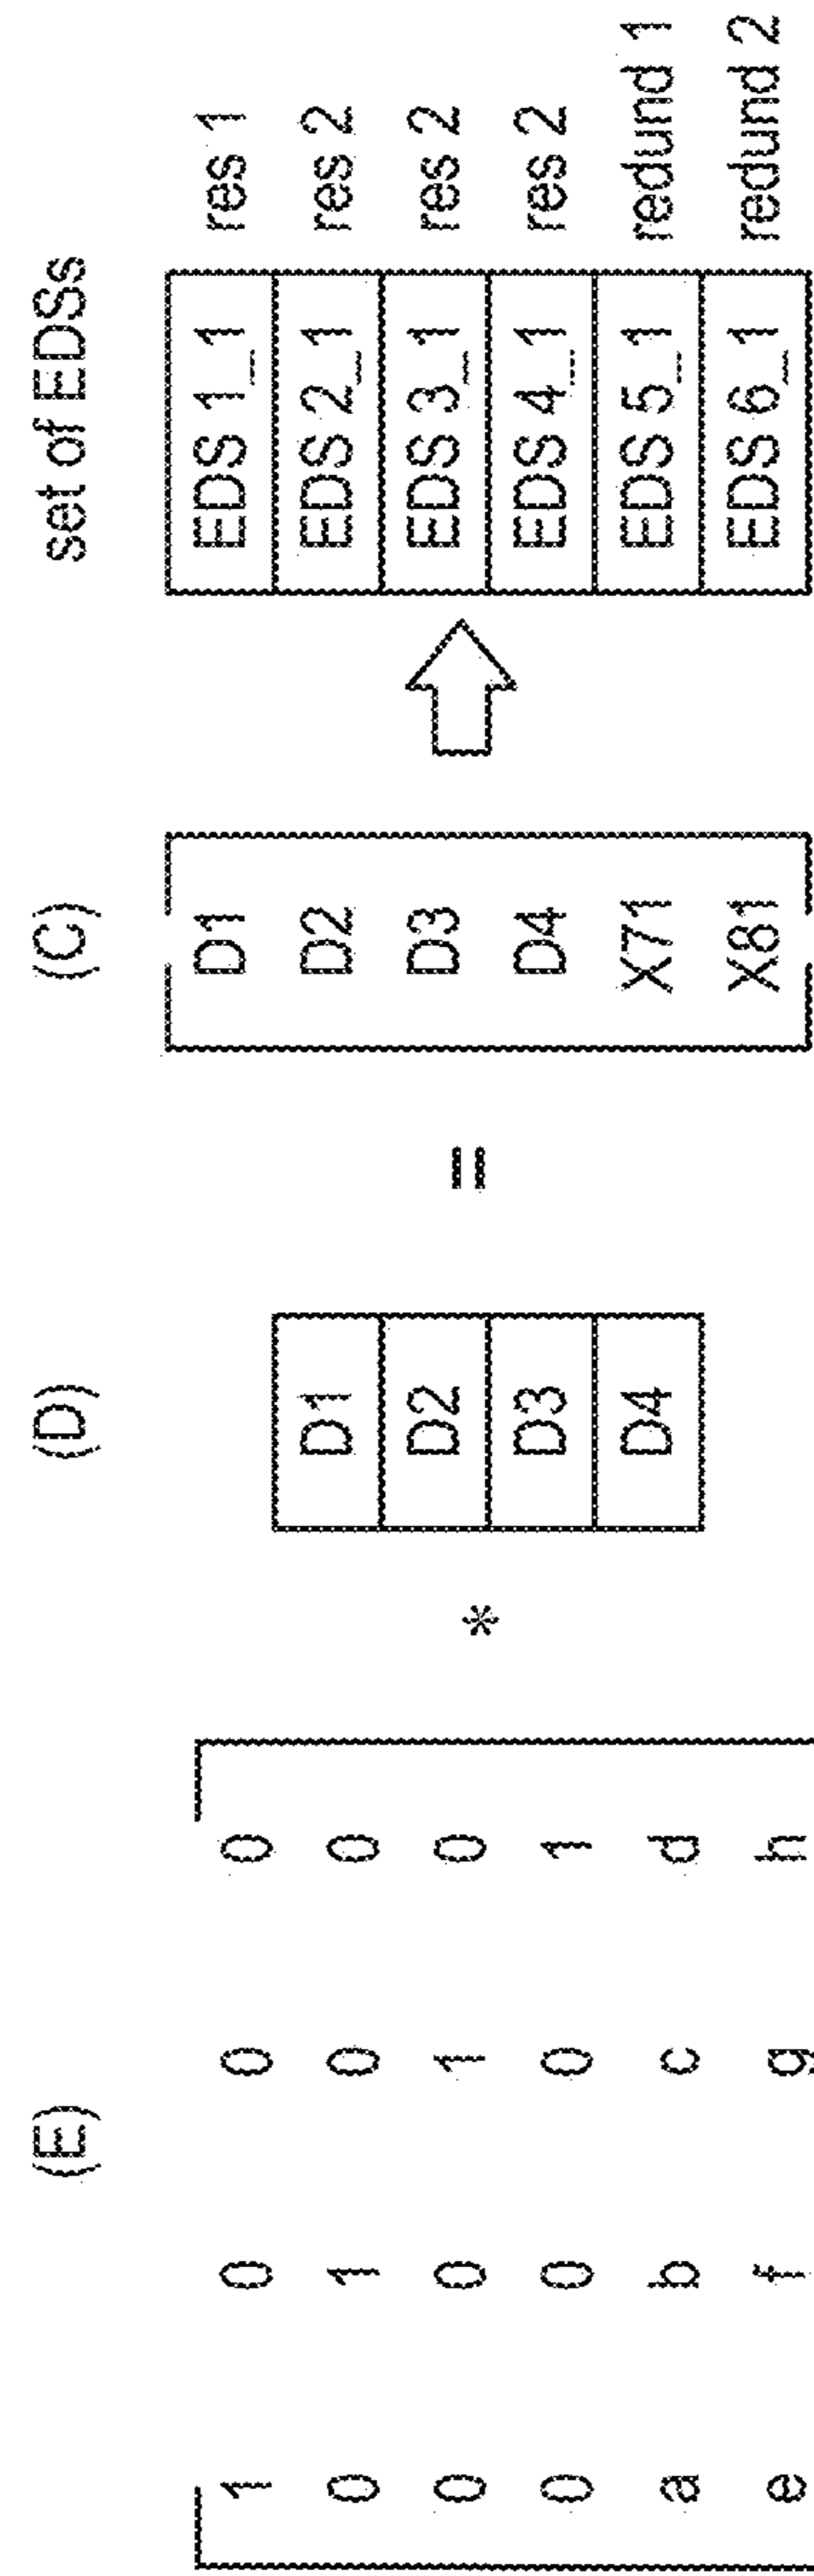 (E)
1 0 0 0
0 1 0 0
0 0 1 0
0 0 0 1
a b c d
e f g h
*
(D)
D1
D2
D3
D4
=
(C)
D1
D2
D3
D4
X71
X81
set of EDSs
EDS 1_1 res 1
EDS 2_1 res 2
EDS 3_1 res 2
EDS 4_1 res 2
EDS 5_1 redund 1
EDS 6_1 redund 2